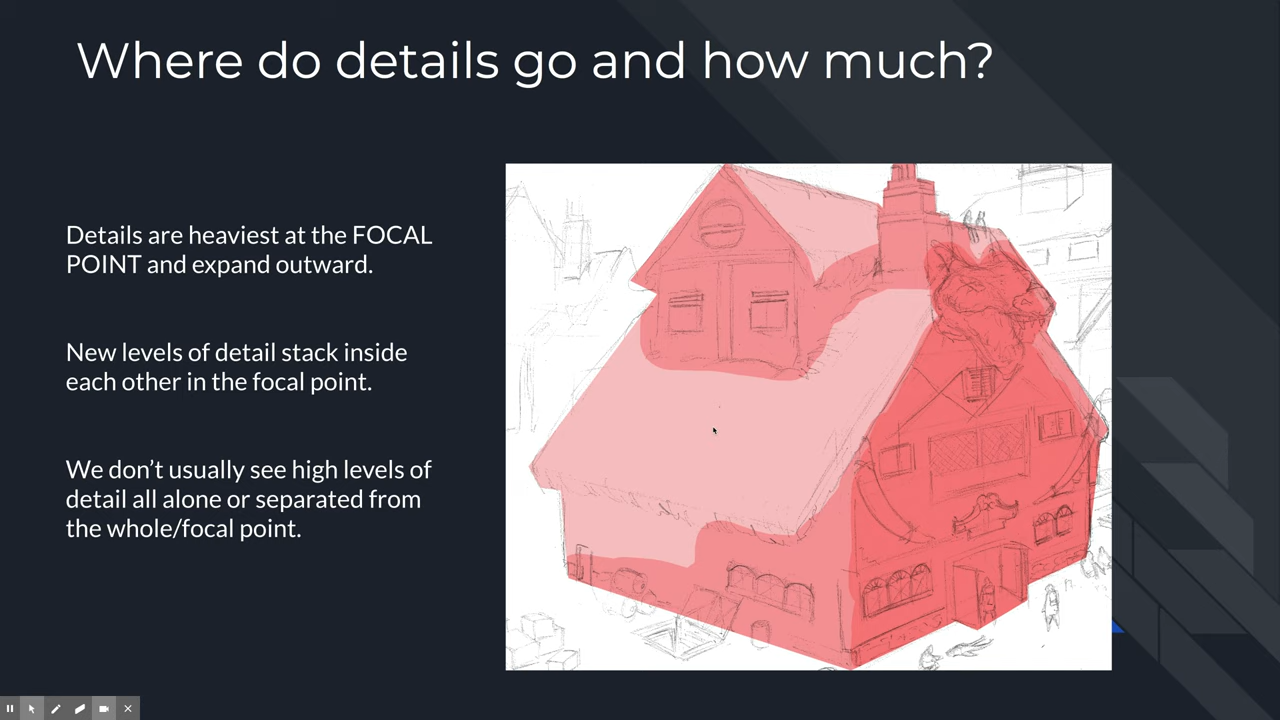 Where do details go and how much?
Details are heaviest at the FOCAL
POINT and expand outward.
New levels of detail stack inside
each other in the focal point.
We don’t usually see high levels of
detail all alone or separated from
the whole/focal point.